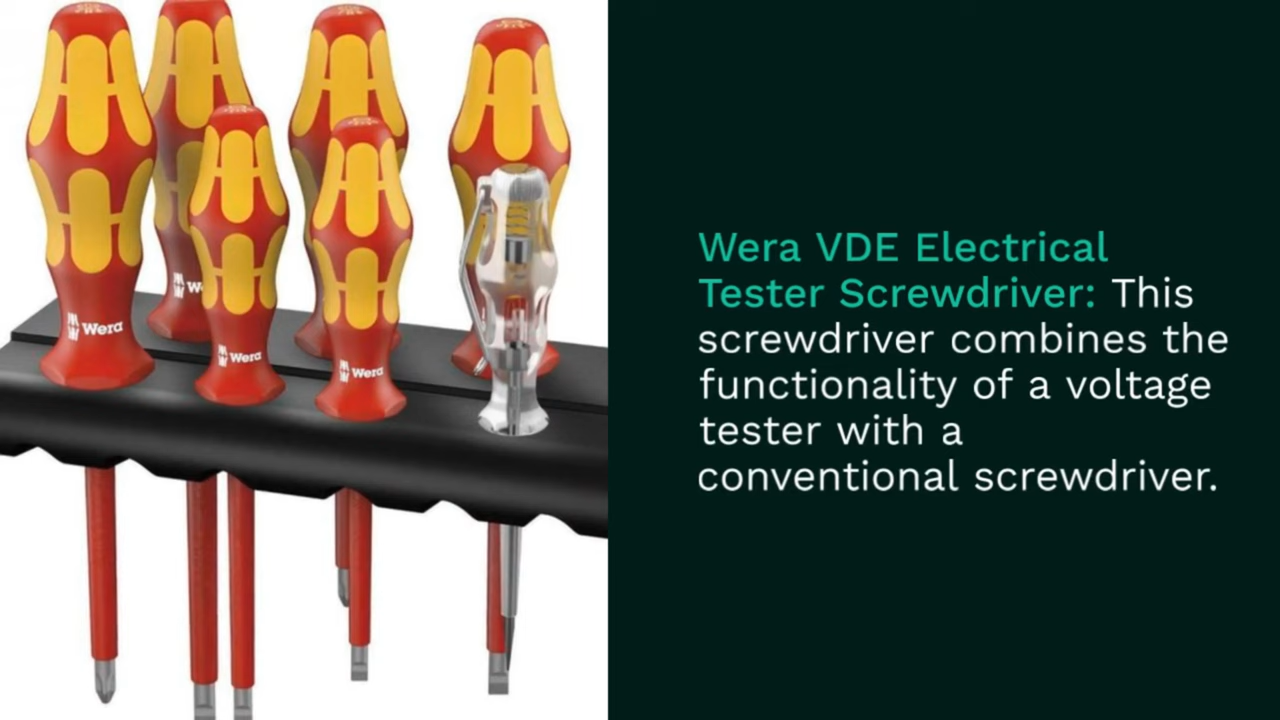 Wera VDE Electrical
Tester Screwdriver: This
screwdriver combines the
functionality of a voltage
tester with a
conventional screwdriver.
Wera
We
Wera
Wera